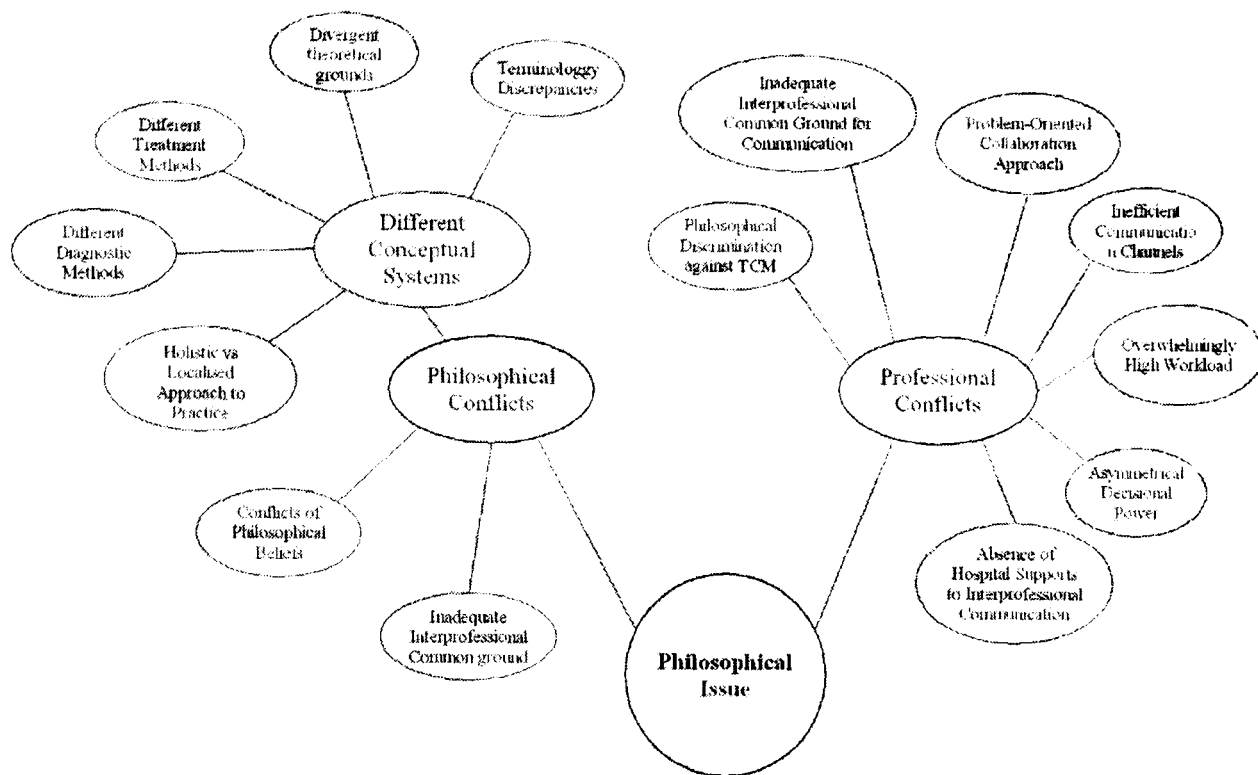 Divergent
theoretical
grounds
Terminology
Discrepancies
Different
Treatment
Methods
Different
Diagnostic
Methods
Different
Conceptual
Systems
Holistic vs
Localised
Approach to
Practice
Philosophical
Conflicts
Conflicts of
Philosophical
Beliefs
Inadequate
Interprofessional
Common ground
Inadequate
Interprofessional
Common Ground for
Communication
Problem-Oriented
Collaboration
Approach
Philosophical
Discrimination
against TCM
Inefficient
Communicatio
n Channels
Professional
Conflicts
Overwhelmingly
High Workload
Asymmetrical
Decisional
Power
Absence of
Hospital Supports
to Interprofessional
Communication
Philosophical
Issue